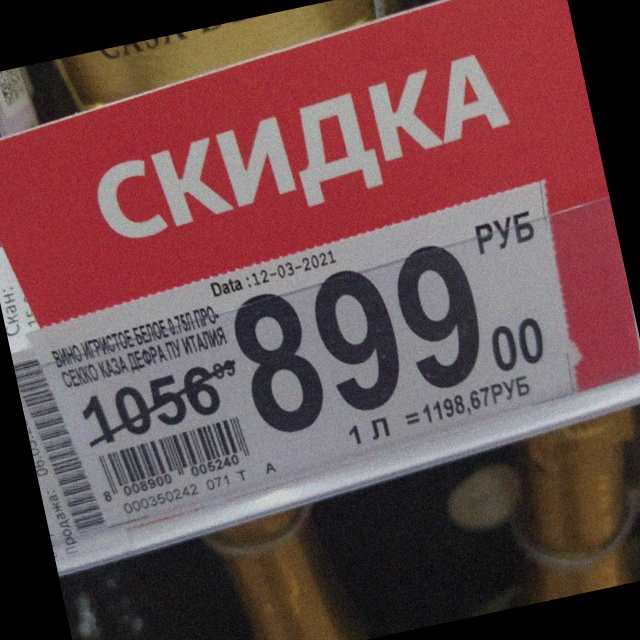 СКИДКА
Data :12-03-2021
РУБ
ВИНО ИГРИСТОЕ БЕЛОЕ 0,75Л ПРО-
СЕККО КАЗА ДЕФРА ПУ ИТАЛИЯ
1056
899 00
1 Л =1198,67РУБ
8 008900 005240
000350242 071 Т А
Скан:
продажа: